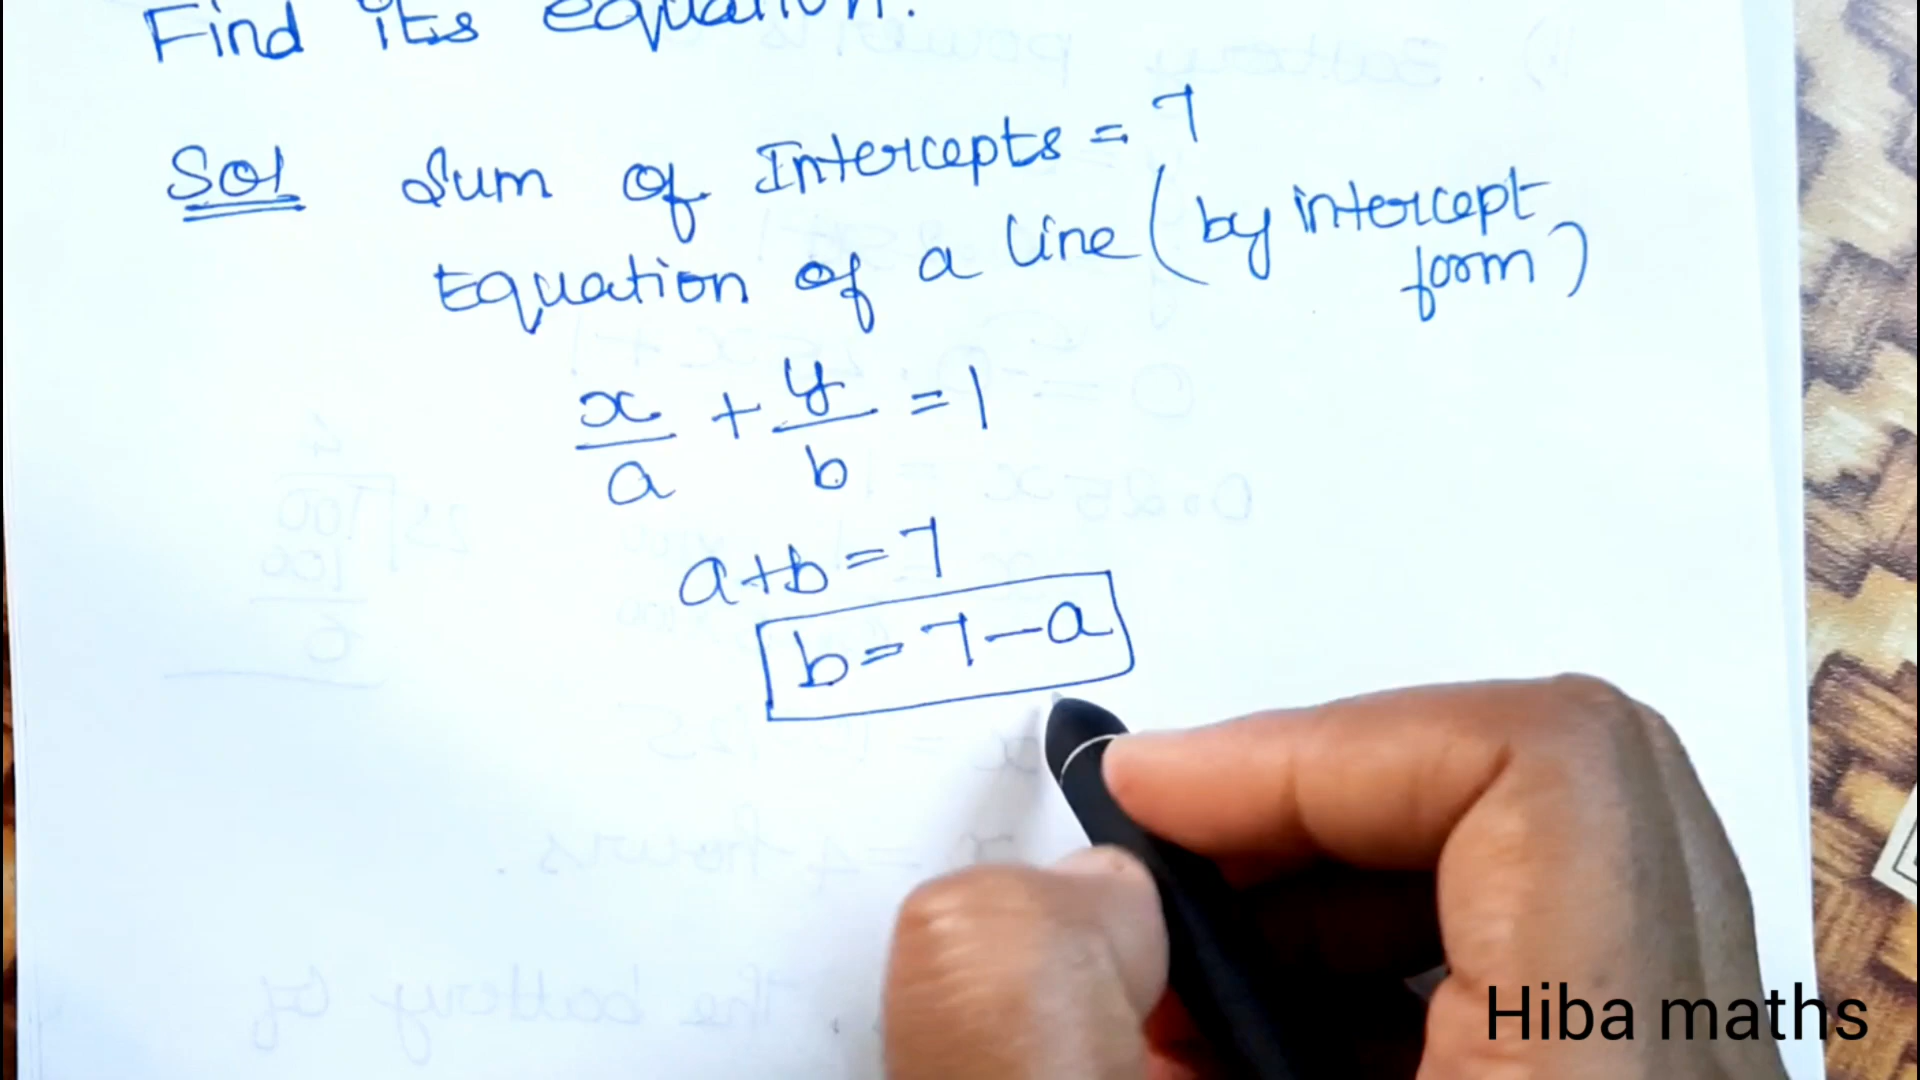 Find its equation.
Sol Sum of Intercepts = 7
Equation of a line (by intercept form)
x/a + y/b = 1
a+b=7
b=7-a
Hiba maths